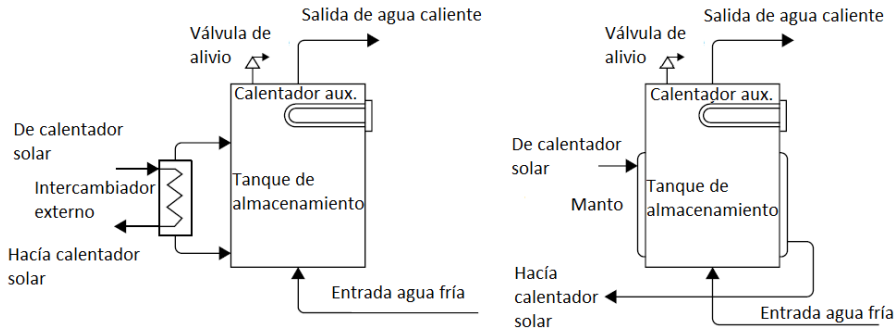 Salida de agua caliente
Válvula de
alivio
Calentador aux.
De calentador
solar
Intercambiador
externo
Tanque de
almacenamiento
Hacía calentador
solar
Entrada agua fría
Salida de agua caliente
Válvula de
alivio
Calentador aux.
De calentador
solar
Manto
Tanque de
almacenamiento
Hacía
calentador
solar
Entrada agua fría